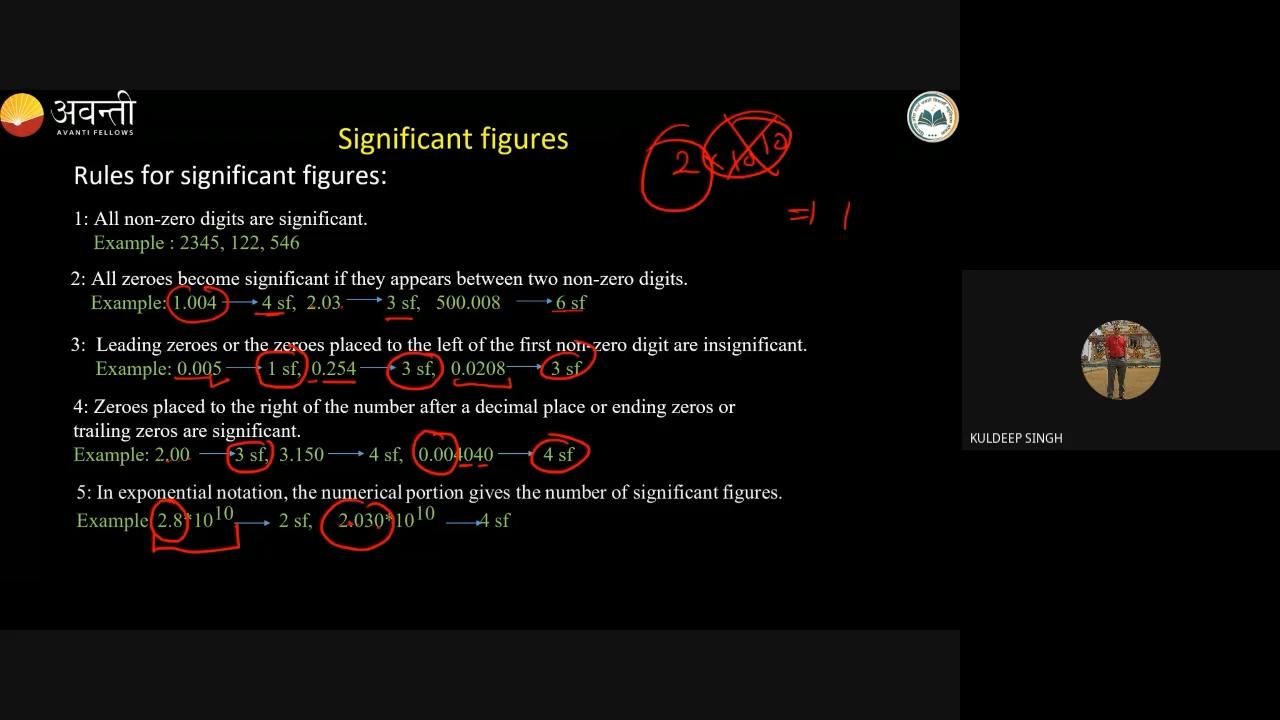 अवन्ती
AVANTI FELLOWS
Significant figures
2 × 10 10
⇒ 1
Rules for significant figures:
1: All non-zero digits are significant.
Example : 2345, 122, 546
2: All zeroes become significant if they appears between two non-zero digits.
Example: 1.004 → 4 sf, 2.03 → 3 sf, 500.008 → 6 sf
3: Leading zeroes or the zeroes placed to the left of the first non-zero digit are insignificant.
Example: 0.005 → 1 sf, 0.254 → 3 sf, 0.0208 → 3 sf
4: Zeroes placed to the right of the number after a decimal place or ending zeros or
trailing zeros are significant.
Example: 2.00 → 3 sf, 3.150 → 4 sf, 0.004040 → 4 sf
5: In exponential notation, the numerical portion gives the number of significant figures.
Example: 2.8*10¹⁰ → 2 sf, 2.030*10¹⁰ → 4 sf
KULDEEP SINGH